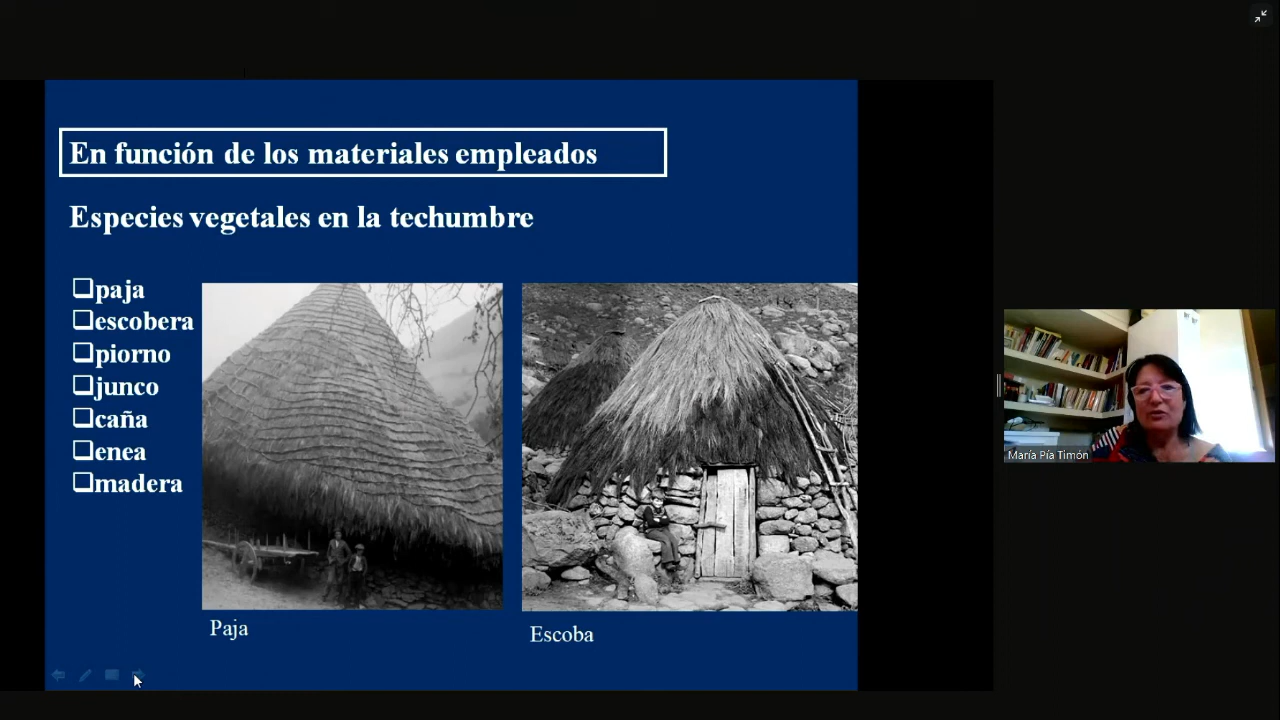 En función de los materiales empleados
Especies vegetales en la techumbre
❑paja
❑escobera
❑piorno
❑junco
❑caña
❑enea
❑madera
Paja
Escoba
María Pía Timón